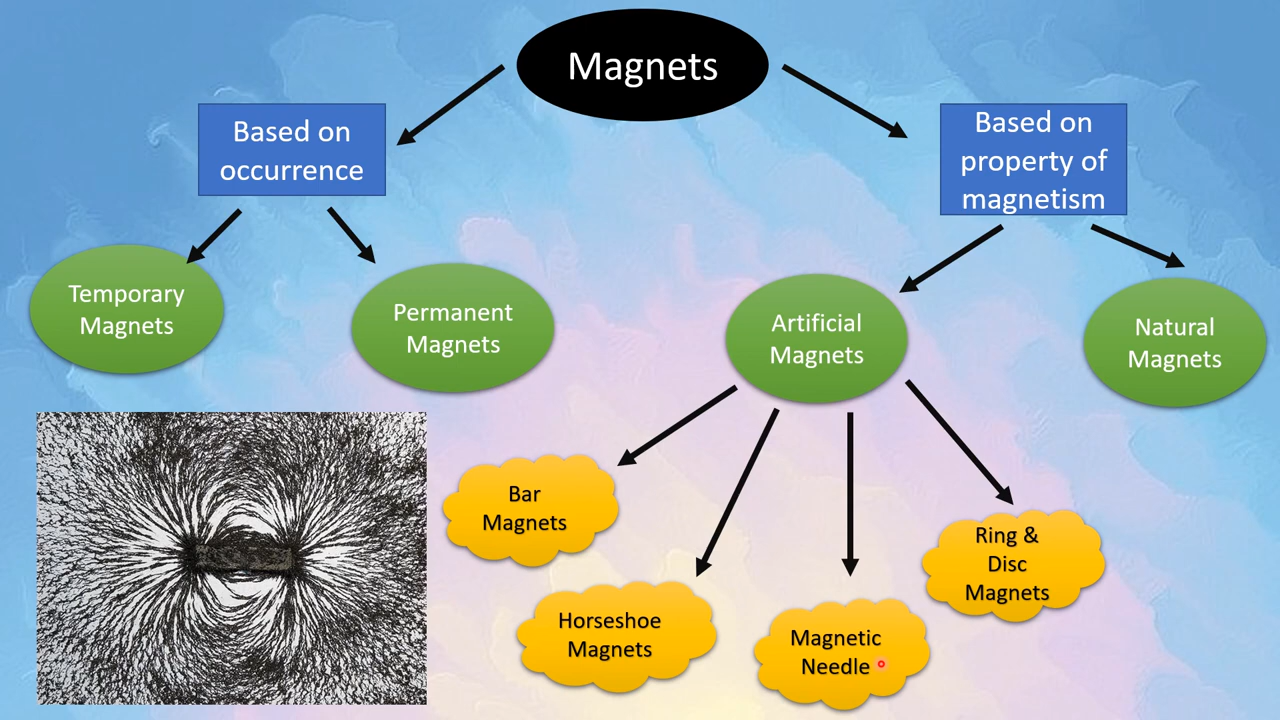 Magnets
Based on
occurrence
Based on
property of
magnetism
Temporary
Magnets
Permanent
Magnets
Artificial
Magnets
Natural
Magnets
Bar
Magnets
Horseshoe
Magnets
Magnetic
Needle
Ring &
Disc
Magnets